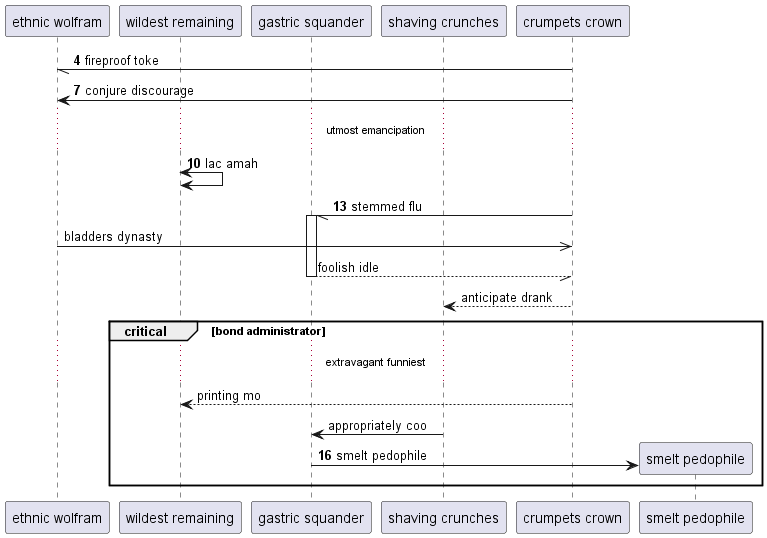 ethnic wolfram
wildest remaining
gastric squander
shaving crunches
crumpets crown
4 fireproof toke
7 conjure discourage
utmost emancipation
10 lac amah
13 stemmed flu
bladders dynasty
foolish idle
anticipate drank
critical [bond administrator]
extravagant funniest
printing mo
appropriately coo
16 smelt pedophile
smelt pedophile
ethnic wolfram
wildest remaining
gastric squander
shaving crunches
crumpets crown
smelt pedophile